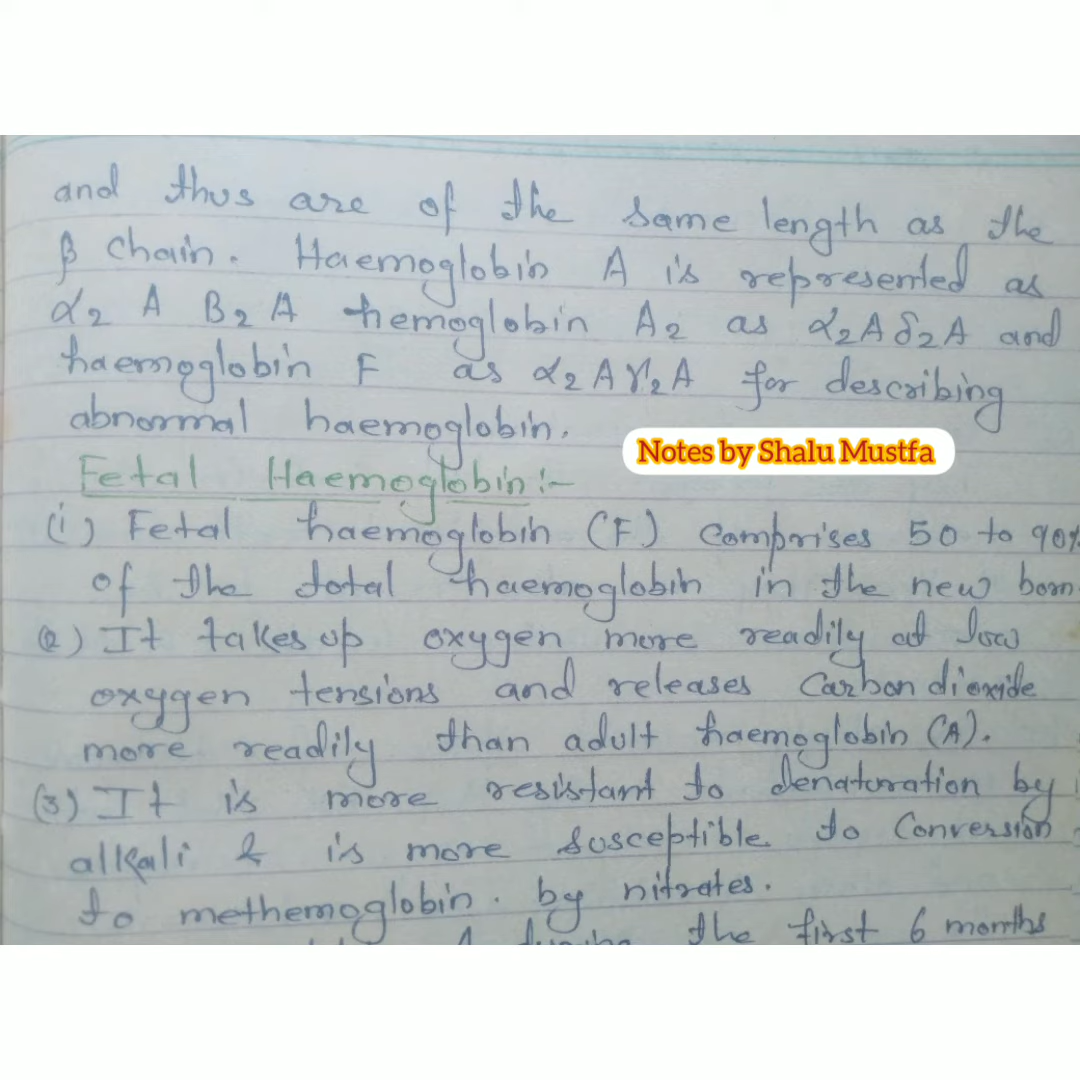 and thus are of the same length as the
β chain. Haemoglobin A is represented as
α2 A B2 A hemoglobin A2 as α2A δ2A and
haemoglobin F as α2 A γ2 A for describing
abnormal haemoglobin.
Notes by Shalu Mustfa
Fetal Haemoglobin :-
(i) Fetal haemoglobin (F) comprises 50 to 90%
of the total haemoglobin in the new born
(2) It takes up oxygen more readily at low
oxygen tensions and releases Carbon dioxide
more readily than adult haemoglobin (A).
(3) It is more resistant to denaturation by
alkali & is more susceptible to Conversion
to methemoglobin. by nitrates.
the first 6 months